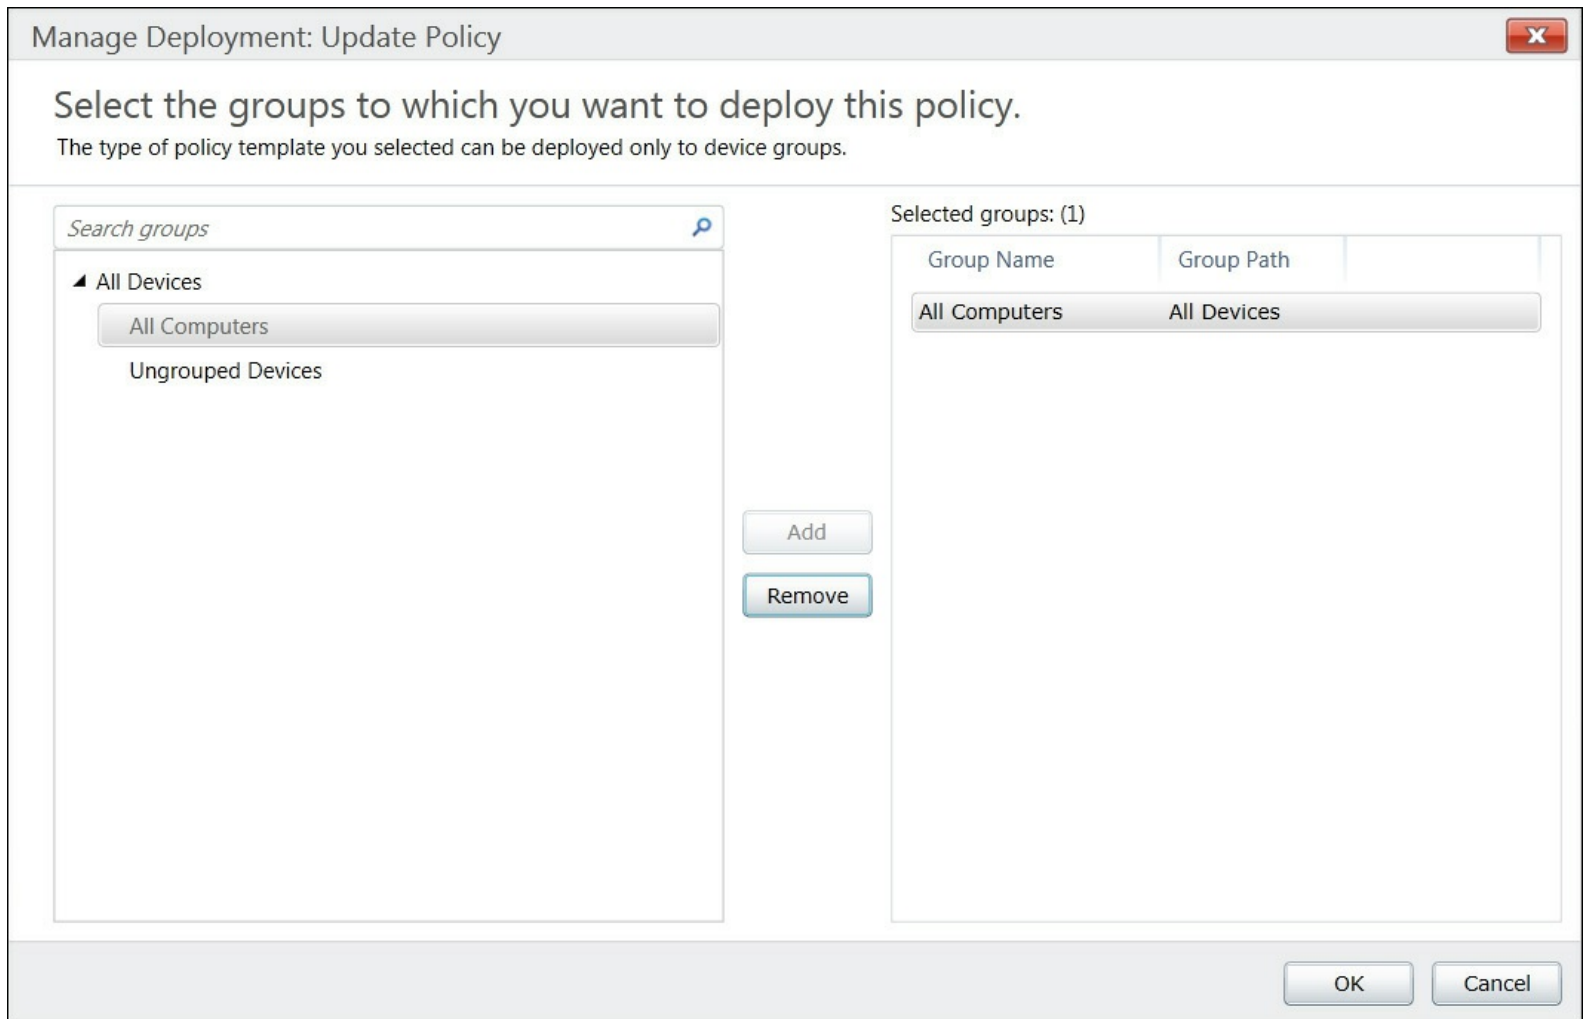 Manage Deployment: Update Policy
Select the groups to which you want to deploy this policy.
The type of policy template you selected can be deployed only to device groups.
Search groups
All Devices
All Computers
Ungrouped Devices
Add
Remove
Selected groups: (1)
Group Name Group Path
All Computers All Devices
OK Cancel